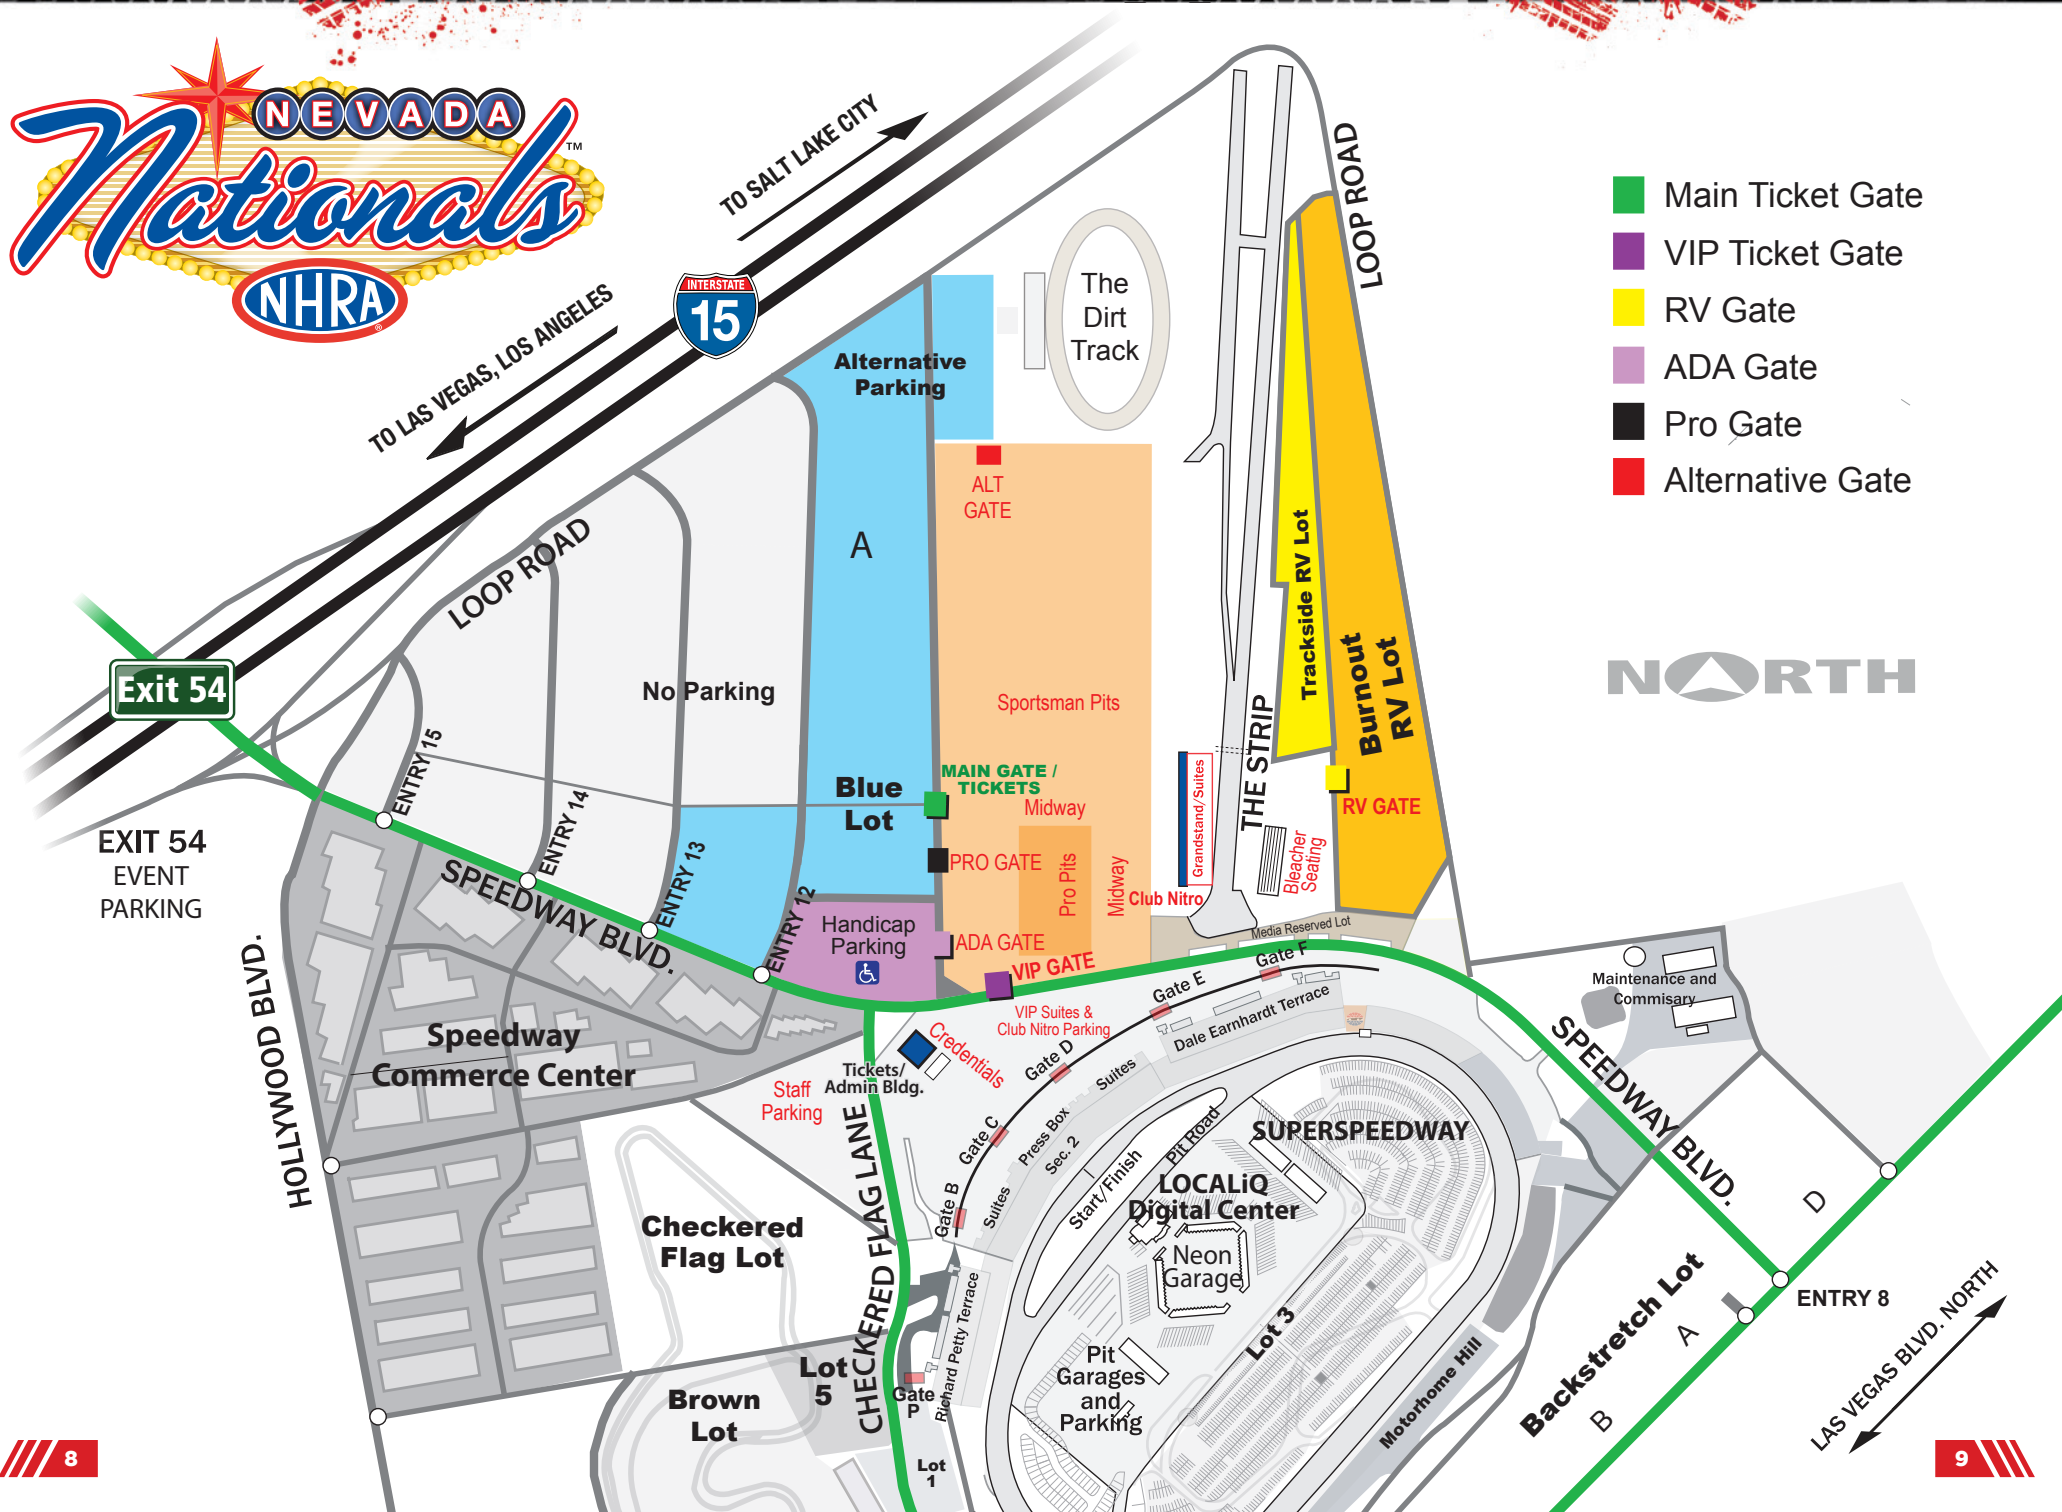 NEVADA
Nationals™
NHRA®
TO SALT LAKE CITY
TO LAS VEGAS, LOS ANGELES
INTERSTATE
15
LOOP ROAD
LOOP ROAD
Exit 54
EXIT 54
EVENT
PARKING
The
Dirt
Track
Alternative
Parking
ALT
GATE
A
No Parking
Blue
Lot
Sportsman Pits
MAIN GATE /
TICKETS
Midway
PRO GATE
Pro Pits
Midway
Club Nitro
Grandstand/Suites
THE STRIP
Bleacher
Seating
Trackside RV Lot
Burnout
RV Lot
RV GATE
Media Reserved Lot
ENTRY 15
ENTRY 14
ENTRY 13
ENTRY 12
SPEEDWAY BLVD.
Handicap
Parking
ADA GATE
VIP GATE
VIP Suites &
Club Nitro Parking
Main Ticket Gate
VIP Ticket Gate
RV Gate
ADA Gate
Pro Gate
Alternative Gate
NORTH
HOLLYWOOD BLVD.
Speedway
Commerce Center
Staff
Parking
Tickets/
Admin Bldg.
Credentials
CHECKERED FLAG LANE
Checkered
Flag Lot
Brown
Lot
Lot
5
Lot
1
Gate
P
Gate B
Gate C
Gate D
Gate E
Gate F
Richard Petty Terrace
Suites
Sec. 2
Press Box
Suites
Dale Earnhardt Terrace
Start/Finish
Pit Road
SUPERSPEEDWAY
LOCALiQ
Digital Center
Neon
Garage
Pit
Garages
and
Parking
Lot 3
Motorhome Hill
Maintenance and
Commisary
SPEEDWAY BLVD.
D
A
B
Backstretch Lot
ENTRY 8
LAS VEGAS BLVD. NORTH
8
9